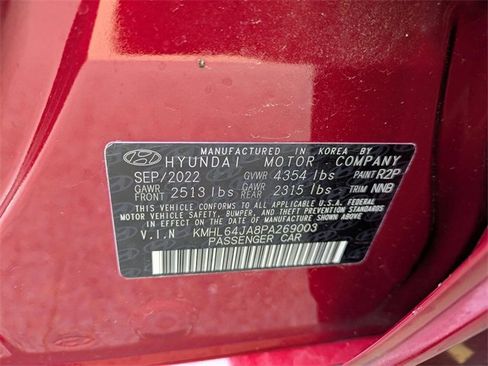 MANUFACTURED IN KOREA BY
HYUNDAI MOTOR COMPANY
SEP/2022 GVWR 4354 lbs PAINT R2P
GAWR FRONT 2513 lbs GAWR REAR 2315 lbs TRIM NNB
THIS VEHICLE CONFORMS TO ALL APPLICABLE U.S.A. FEDERAL
MOTOR VEHICLE SAFETY, BUMPER, AND THEFT PREVENTION STANDARDS
IN EFFECT ON THE DATE OF MANUFACTURE SHOWN ABOVE.
V.I.N KMHL64JA8PA269003
PASSENGER CAR